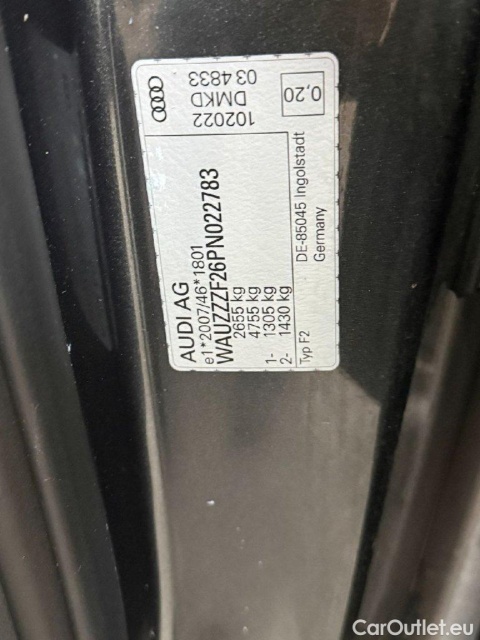 AUDI AG
e1*2007/46*1801
WAUZZZF26PN022783
2655 kg
4755 kg
1- 1305 kg
2- 1430 kg
Typ F2
DE-85045 Ingolstadt
Germany
102022
DMKD
03 4833
0,20
CarOutlet.eu